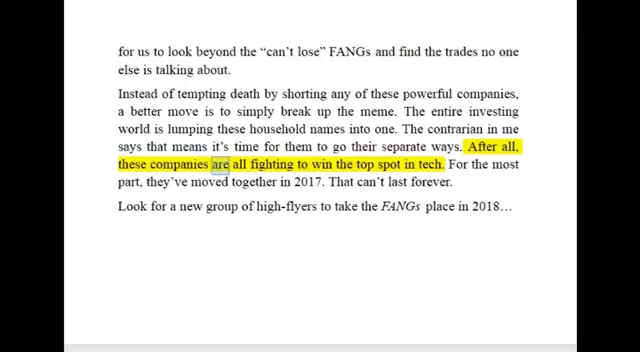 for us to look beyond the “can’t lose” FANGs and find the trades no one
else is talking about.
Instead of tempting death by shorting any of these powerful companies,
a better move is to simply break up the meme. The entire investing
world is lumping these household names into one. The contrarian in me
says that means it’s time for them to go their separate ways. After all,
these companies are all fighting to win the top spot in tech. For the most
part, they’ve moved together in 2017. That can’t last forever.
Look for a new group of high-flyers to take the FANGs place in 2018…